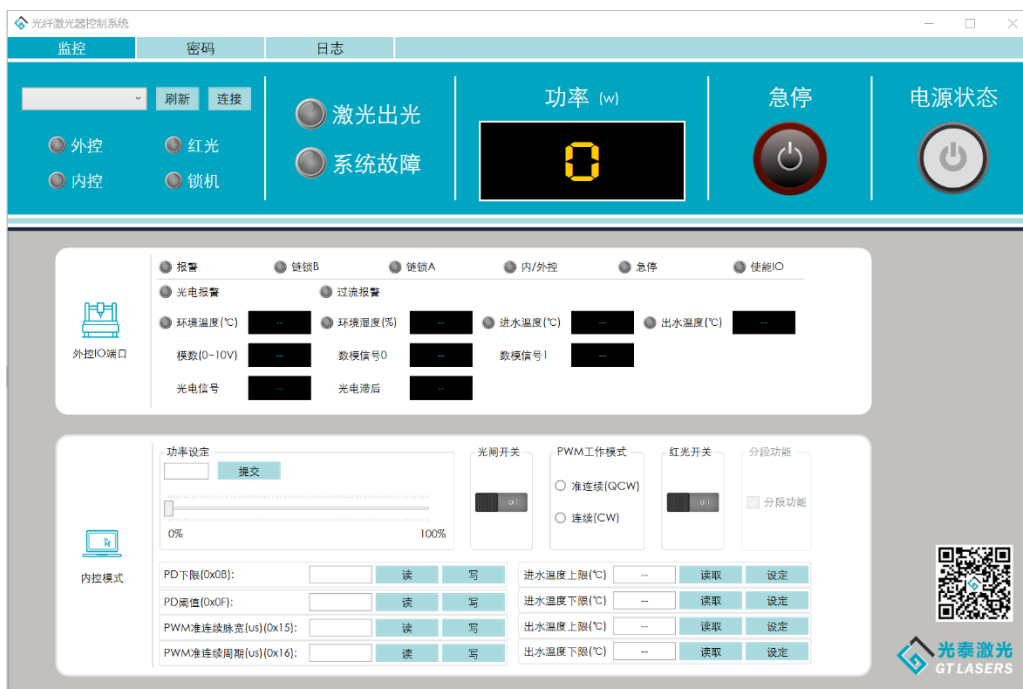 光纤激光器控制系统
监控 密码 日志
刷新 连接
外控 红光
内控 锁机
激光出光
系统故障
功率 (w)
0
急停
电源状态
报警 链锁B 链锁A 内/外控 急停 使能IO
光电报警 过流报警
环境温度(℃) -- 环境湿度(%) -- 进水温度(℃) -- 出水温度(℃) --
外控IO端口
模数(0~10V) -- 数模信号0 -- 数模信号1 --
光电信号 -- 光电滞后 --
功率设定
提交
0% 100%
光闸开关
OFF
PWM工作模式
准连续(QCW)
连续(CW)
红光开关
OFF
分段功能
分段功能
内控模式
PD下限(0x0B): 读 写
PD阈值(0x0F): 读 写
PWM准连续脉宽(us)(0x15): 读 写
PWM准连续周期(us)(0x16): 读 写
进水温度上限(℃) -- 读取 设定
进水温度下限(℃) -- 读取 设定
出水温度上限(℃) -- 读取 设定
出水温度下限(℃) -- 读取 设定
光泰激光
GT LASERS